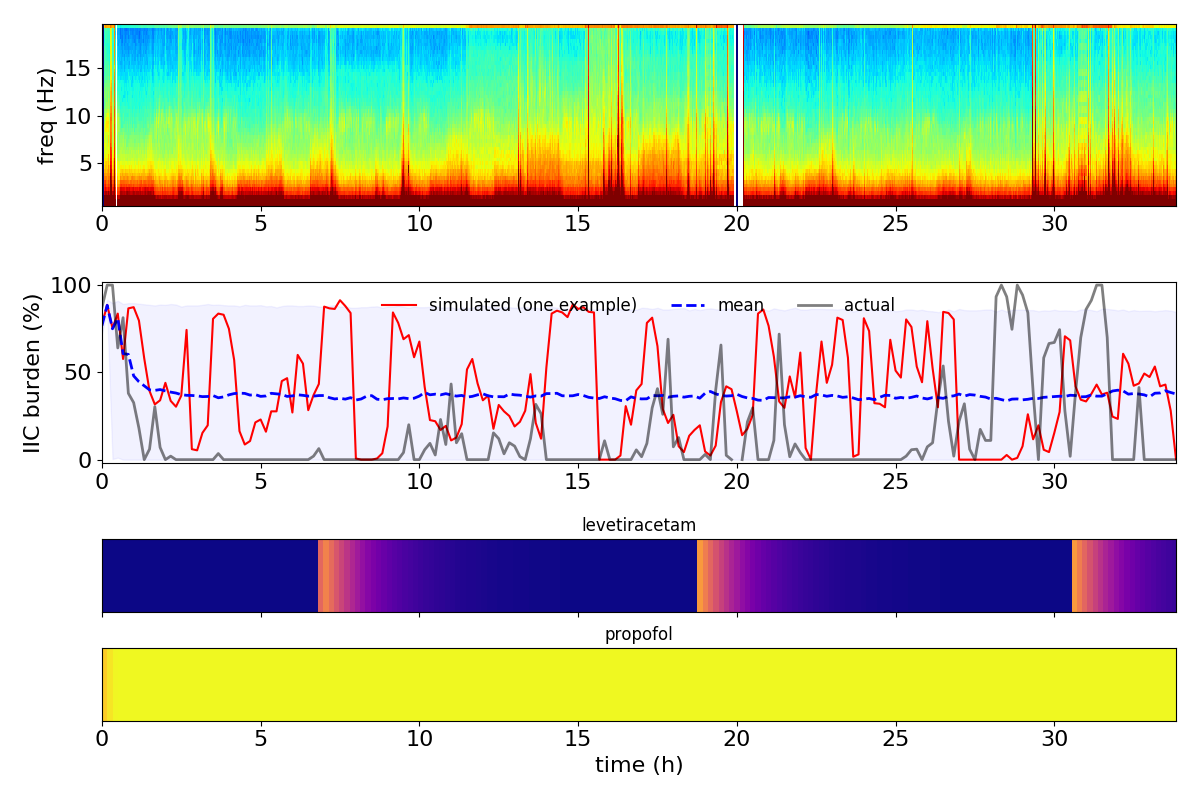 freq (Hz)
15
10
5
0 5 10 15 20 25 30
IIC burden (%)
100
50
0
simulated (one example) mean actual
0 5 10 15 20 25 30
levetiracetam
propofol
0 5 10 15 20 25 30
time (h)